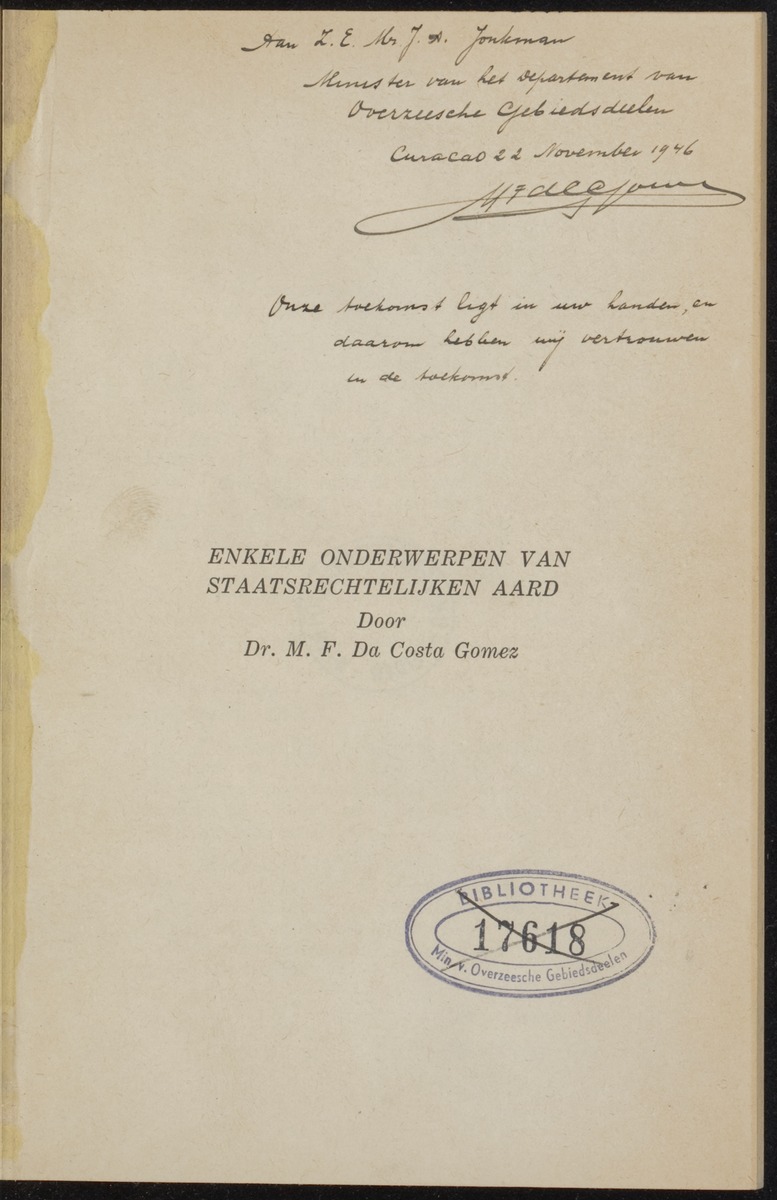 Aan Z. E. Mr. J. A. Jonkman
Minister van het Departement van
Overzeesche Gebiedsdeelen
Curacao 22 November 1946
Onze toekomst ligt in uw handen, en
daarom hebben wij vertrouwen
in de toekomst.
ENKELE ONDERWERPEN VAN
STAATSRECHTELIJKEN AARD
Door
Dr. M. F. Da Costa Gomez
BIBLIOTHEEK
17618
Min. v. Overzeesche Gebiedsdeelen